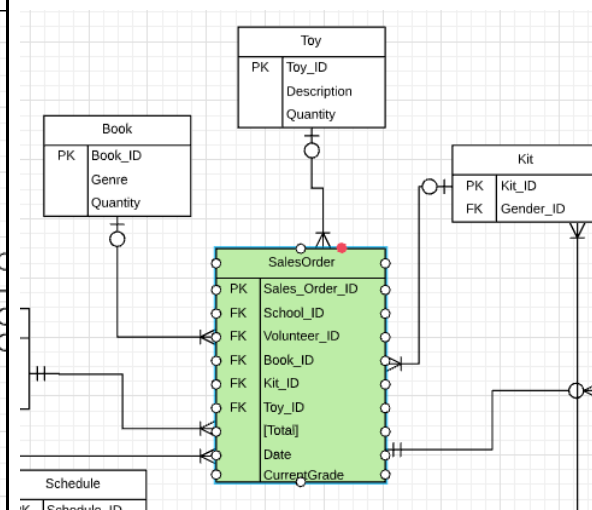 Toy
PK Toy_ID
Description
Quantity
Book
PK Book_ID
Genre
Quantity
Kit
PK Kit_ID
FK Gender_ID
SalesOrder
PK Sales_Order_ID
FK School_ID
FK Volunteer_ID
FK Book_ID
FK Kit_ID
FK Toy_ID
[Total]
Date
CurrentGrade
Schedule
Schedule_ID